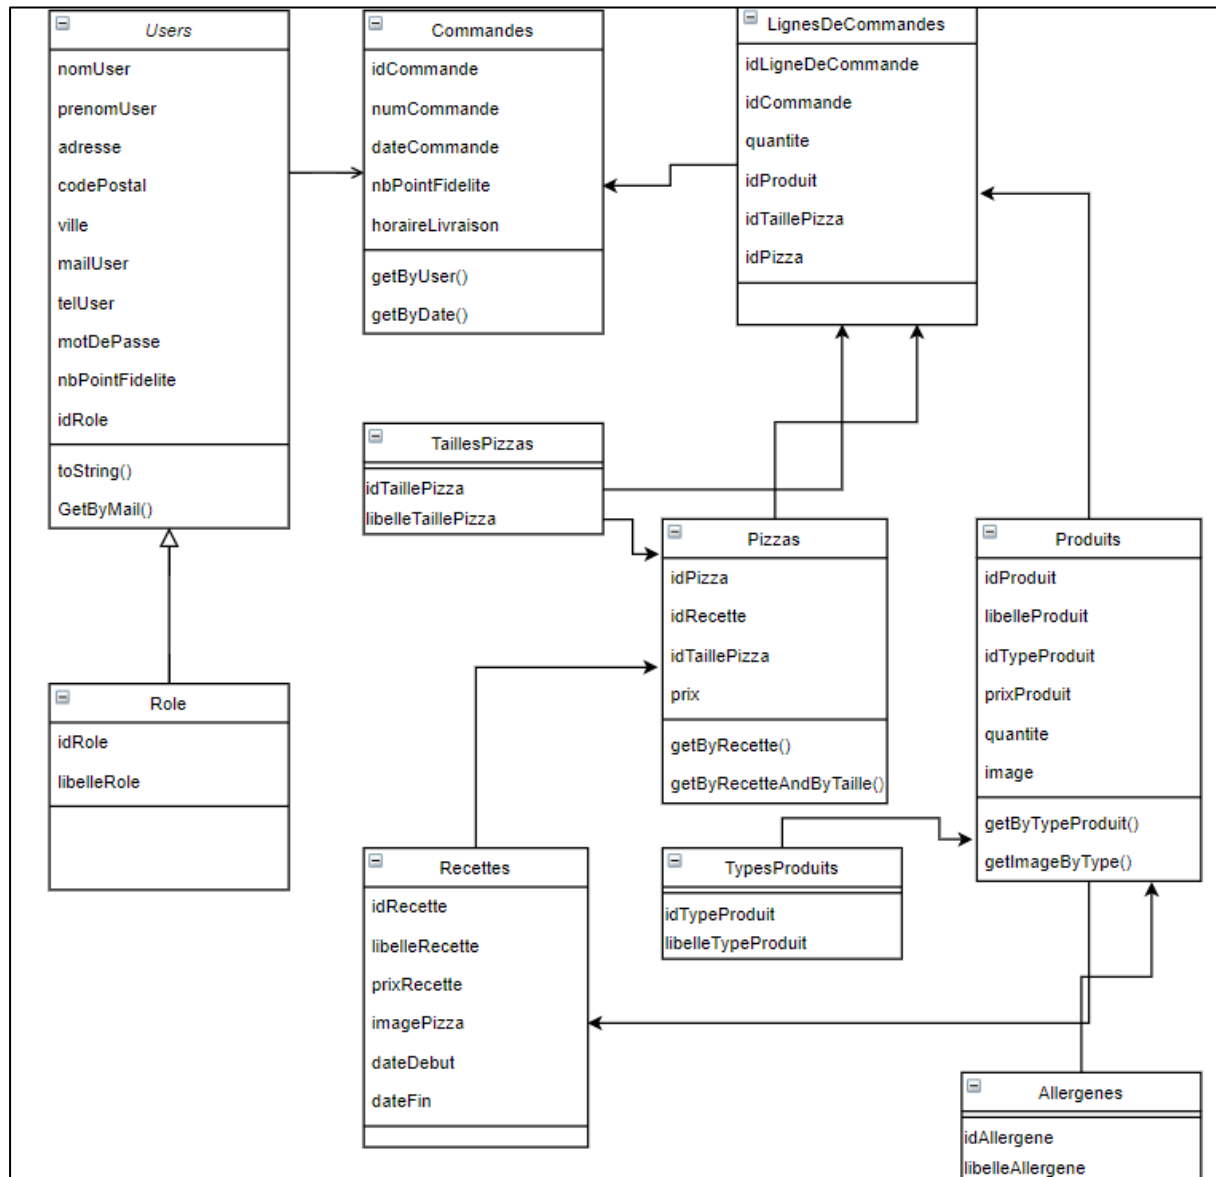 Users
nomUser
prenomUser
adresse
codePostal
ville
mailUser
telUser
motDePasse
nbPointFidelite
idRole
toString()
GetByMail()
Commandes
idCommande
numCommande
dateCommande
nbPointFidelite
horaireLivraison
getByUser()
getByDate()
LignesDeCommandes
idLigneDeCommande
idCommande
quantite
idProduit
idTaillePizza
idPizza
TaillesPizzas
idTaillePizza
libelleTaillePizza
Pizzas
idPizza
idRecette
idTaillePizza
prix
getByRecette()
getByRecetteAndByTaille()
Produits
idProduit
libelleProduit
idTypeProduit
prixProduit
quantite
image
getByTypeProduit()
getImageByType()
Role
idRole
libelleRole
Recettes
idRecette
libelleRecette
prixRecette
imagePizza
dateDebut
dateFin
TypesProduits
idTypeProduit
libelleTypeProduit
Allergenes
idAllergene
libelleAllergene